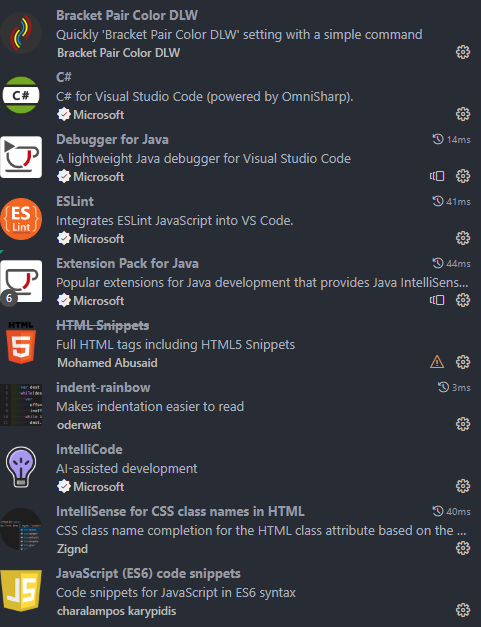 Bracket Pair Color DLW
Quickly 'Bracket Pair Color DLW' setting with a simple command
Bracket Pair Color DLW
C#
C#
C# for Visual Studio Code (powered by OmniSharp).
Microsoft
Debugger for Java
14ms
A lightweight Java debugger for Visual Studio Code
Microsoft
ESLint
41ms
ES
Lint
Integrates ESLint JavaScript into VS Code.
Microsoft
Extension Pack for Java
44ms
Popular extensions for Java development that provides Java IntelliSens...
6
Microsoft
HTML Snippets
HTML
5
Full HTML tags including HTML5 Snippets
Mohamed Abusaid
indent-rainbow
3ms
Makes indentation easier to read
oderwat
IntelliCode
AI-assisted development
Microsoft
IntelliSense for CSS class names in HTML
40ms
CSS class name completion for the HTML class attribute based on the ...
Zignd
JavaScript (ES6) code snippets
JS
Code snippets for JavaScript in ES6 syntax
charalampos karypidis